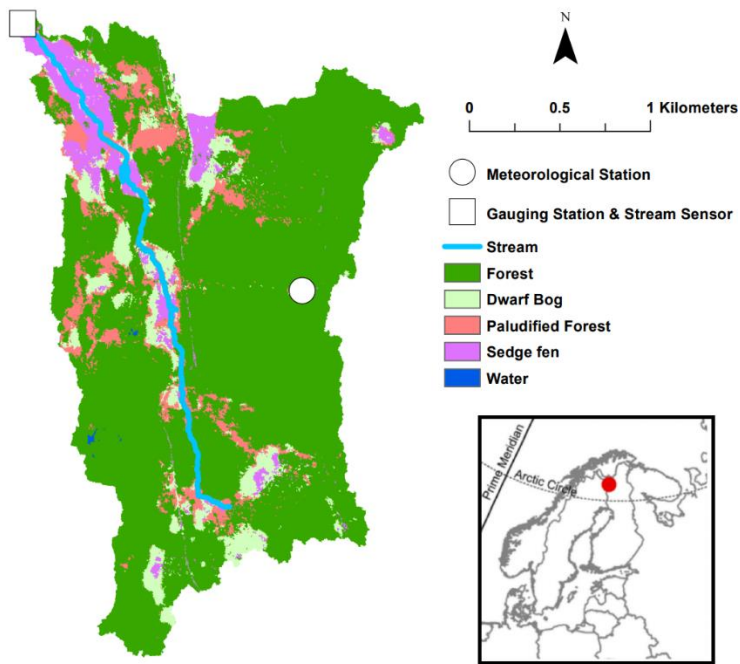 N
0 0.5 1 Kilometers
Meteorological Station
Gauging Station & Stream Sensor
Stream
Forest
Dwarf Bog
Paludified Forest
Sedge fen
Water
Prime Meridian
Arctic Circle